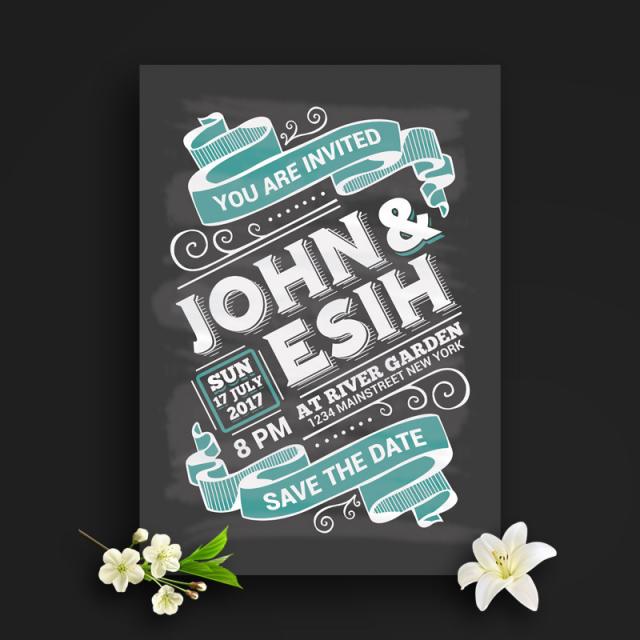 YOU ARE INVITED
JOHN &
ESIH
SUN
17 JULY
2017
8 PM
AT RIVER GARDEN
1234 MAINSTREET NEW YORK
SAVE THE DATE